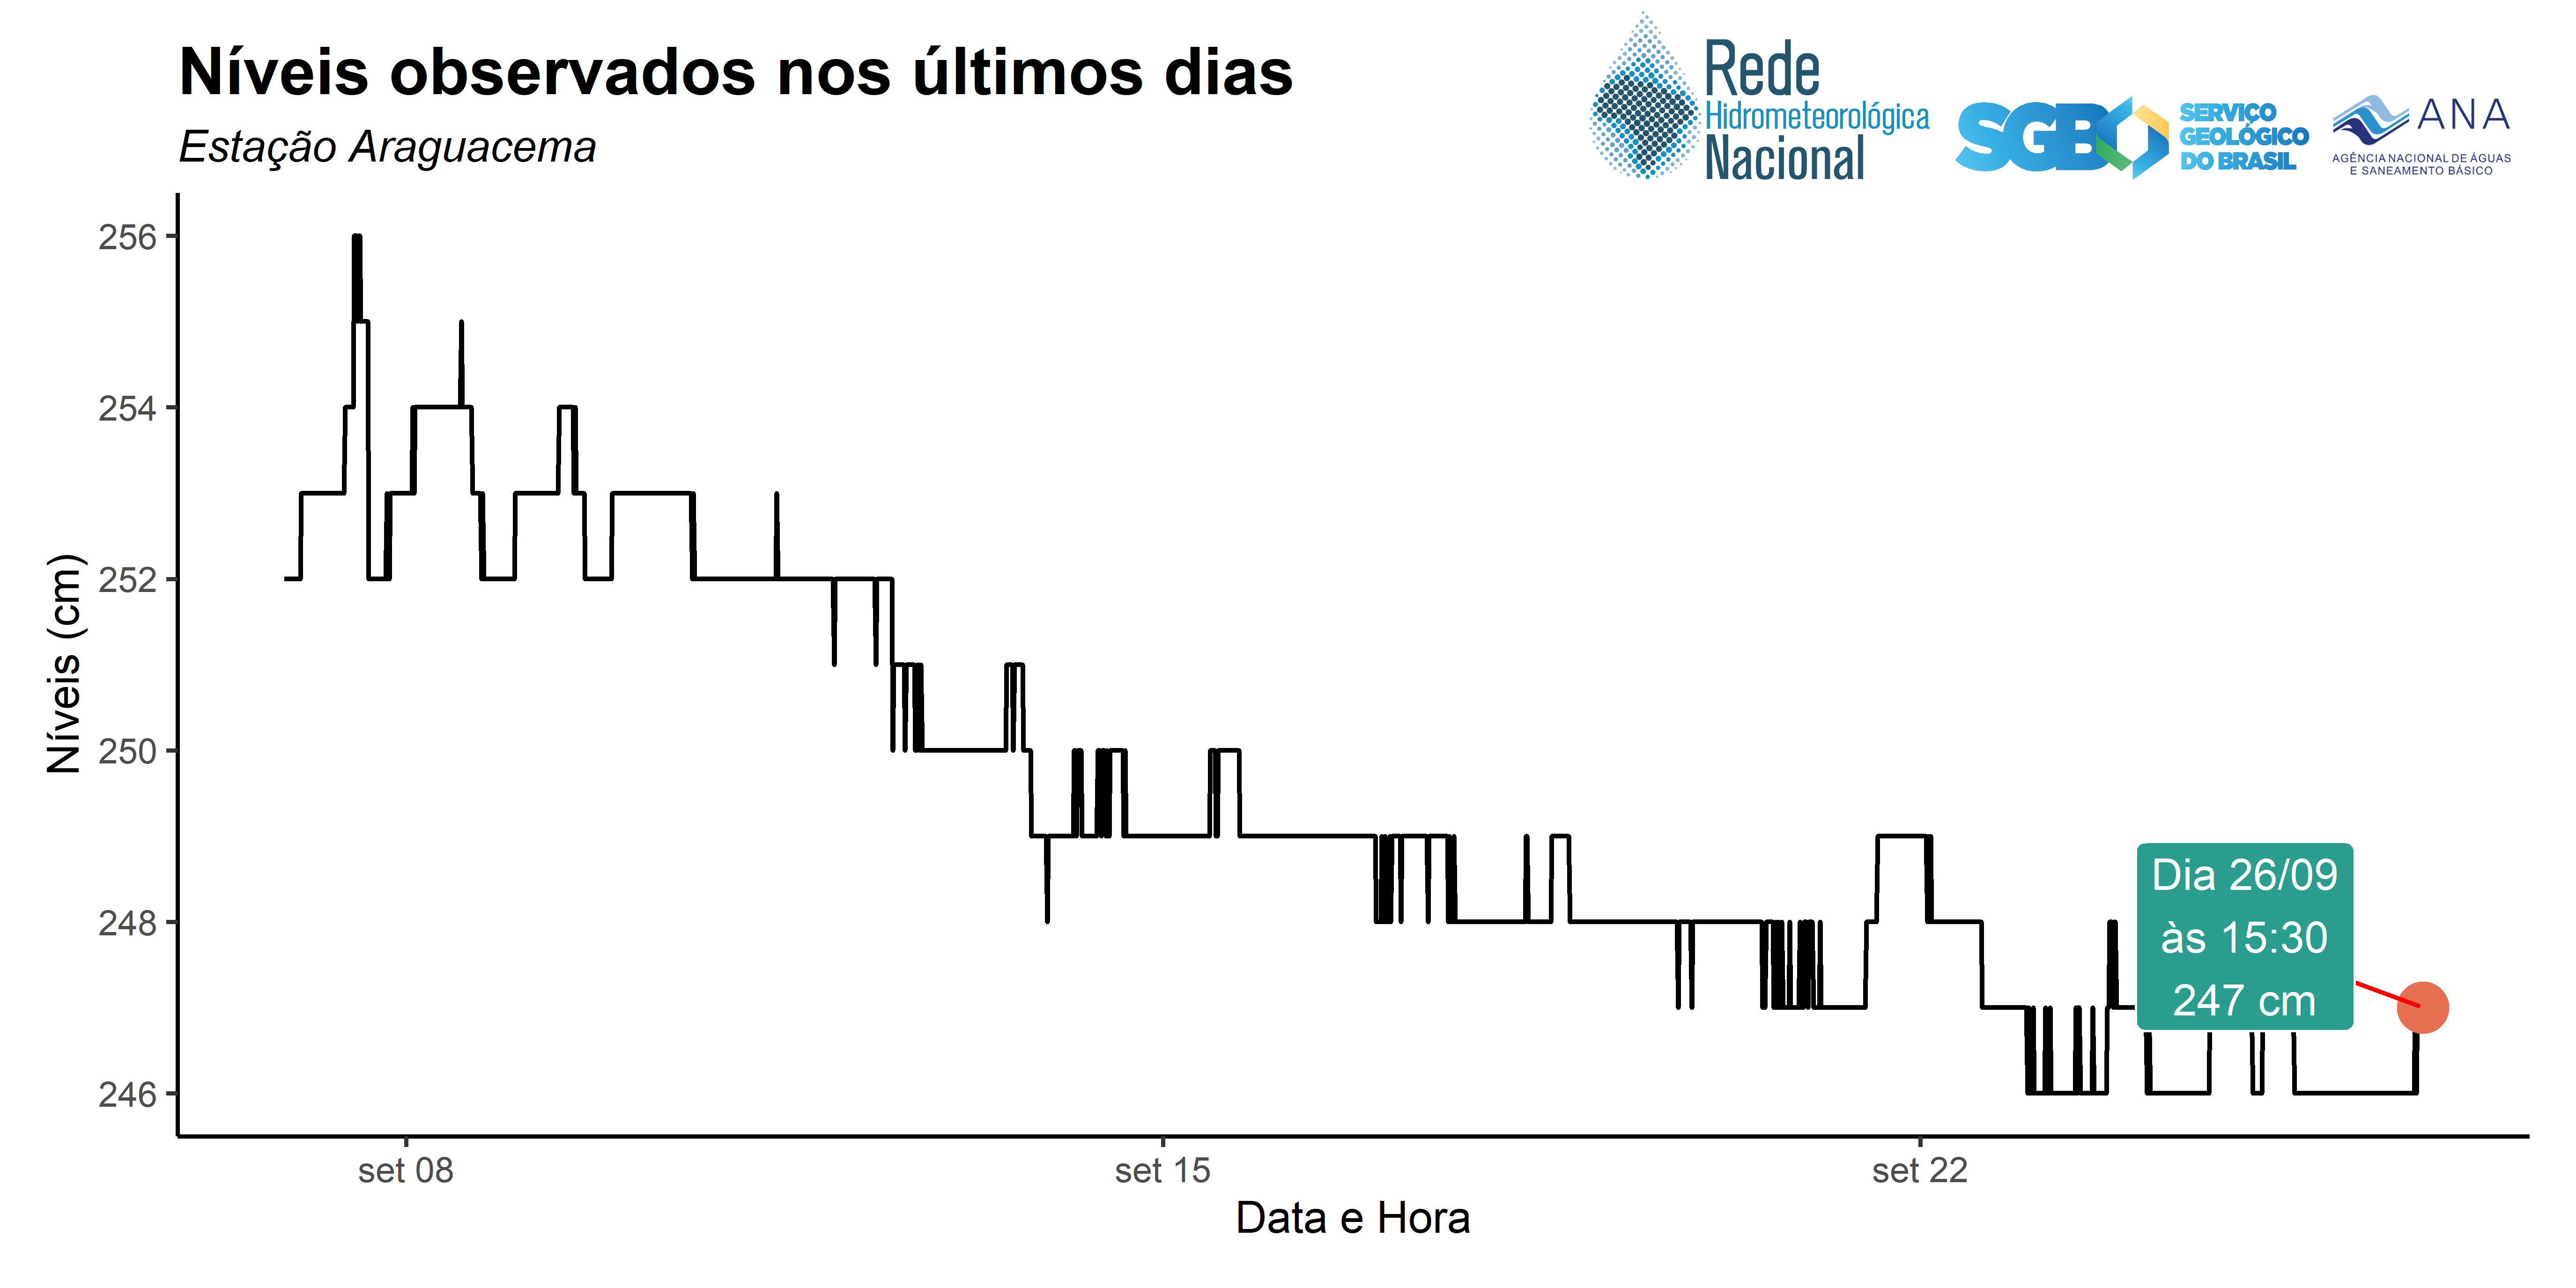 Níveis observados nos últimos dias
Estação Araguacema
Rede
Hidrometeorológica
Nacional
SGB
SERVIÇO
GEOLÓGICO
DO BRASIL
ANA
AGÊNCIA NACIONAL DE ÁGUAS
E SANEAMENTO BÁSICO
Níveis (cm)
256
254
252
250
248
246
Dia 26/09
às 15:30
247 cm
set 08
set 15
set 22
Data e Hora